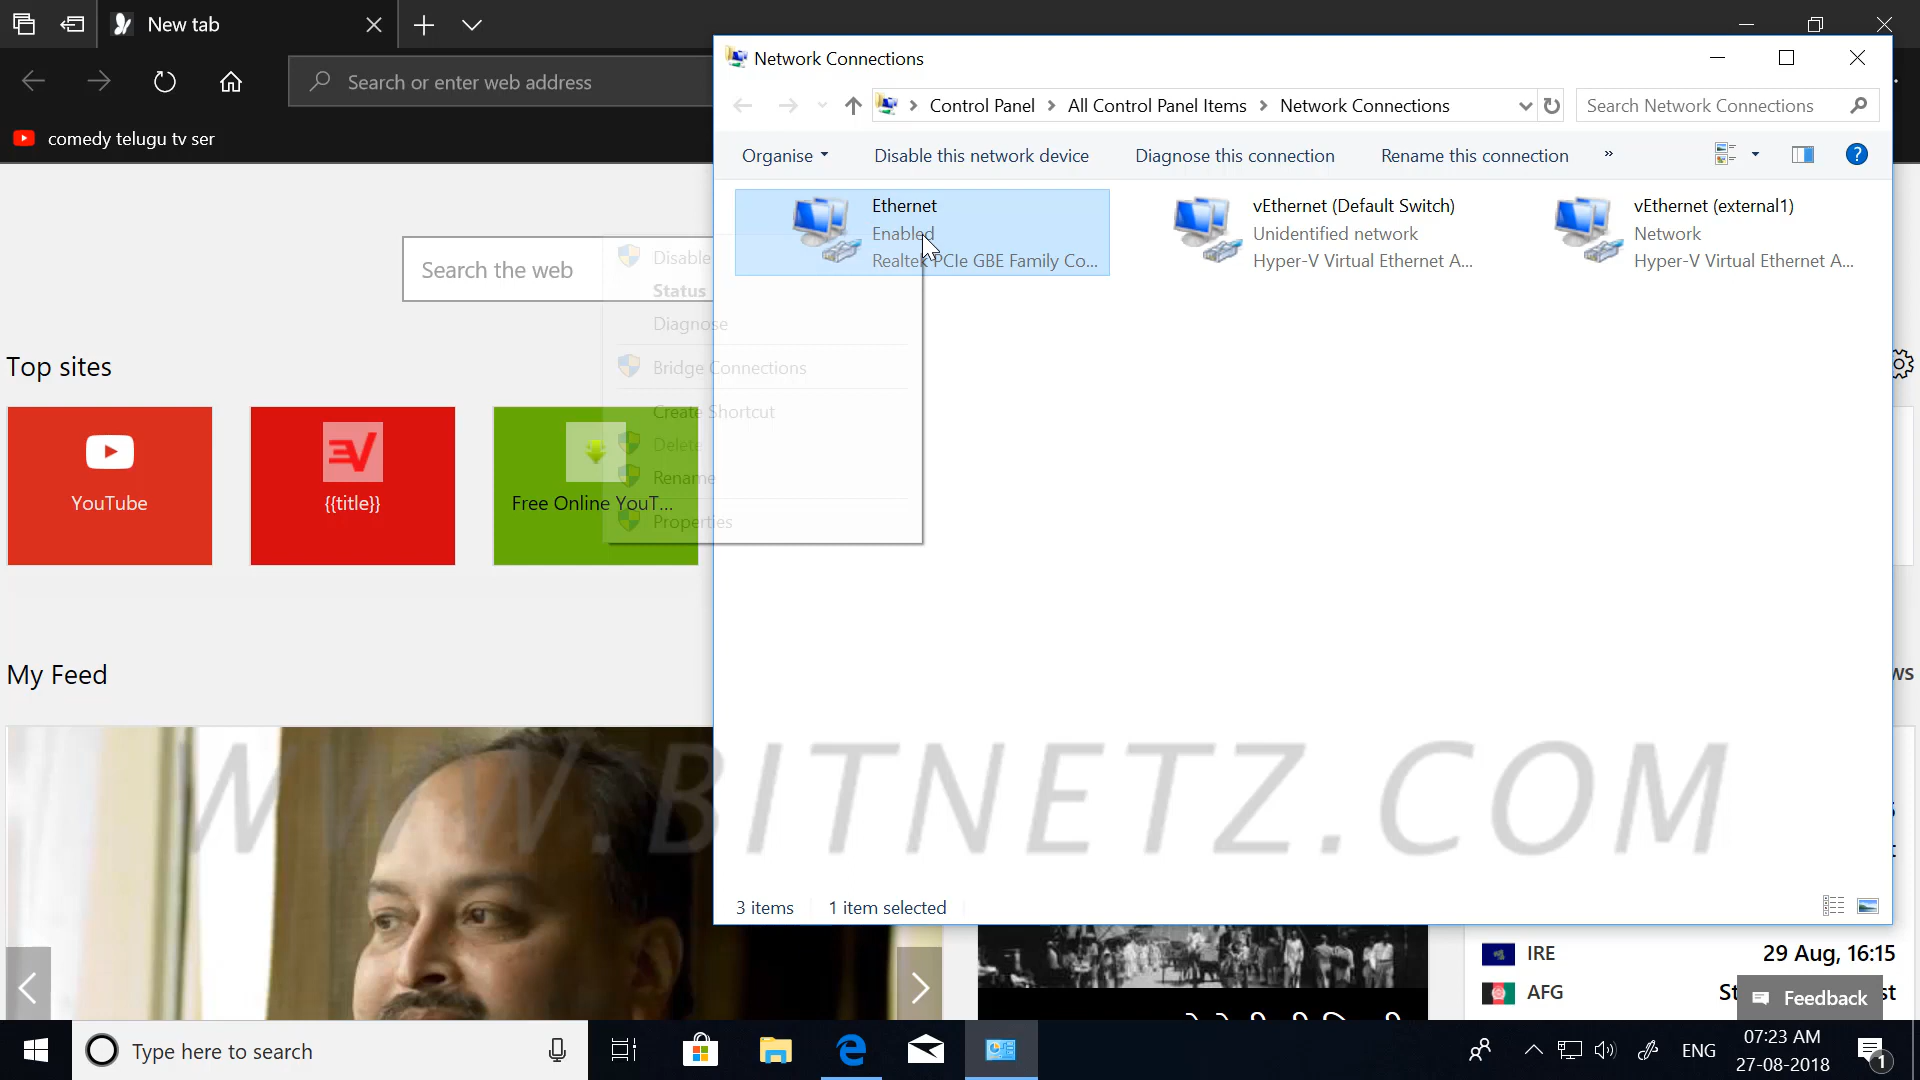 New tab
Search or enter web address
comedy telugu tv ser
Network Connections
Control Panel > All Control Panel Items > Network Connections
Search Network Connections
Organise
Disable this network device
Diagnose this connection
Rename this connection
»
Ethernet
Enabled
Realtek PCIe GBE Family Co...
vEthernet (Default Switch)
Unidentified network
Hyper-V Virtual Ethernet A...
vEthernet (external1)
Network
Hyper-V Virtual Ethernet A...
Search the web
Disable
Status
Diagnose
Bridge Connections
Create Shortcut
Delete
Rename
Properties
Top sites
YouTube
{{title}}
Free Online YouT...
My Feed
WWW.BITNETZ.COM
3 items
1 item selected
IRE
29 Aug, 16:15
AFG
Feedback
Type here to search
ENG
07:23 AM
27-08-2018
1